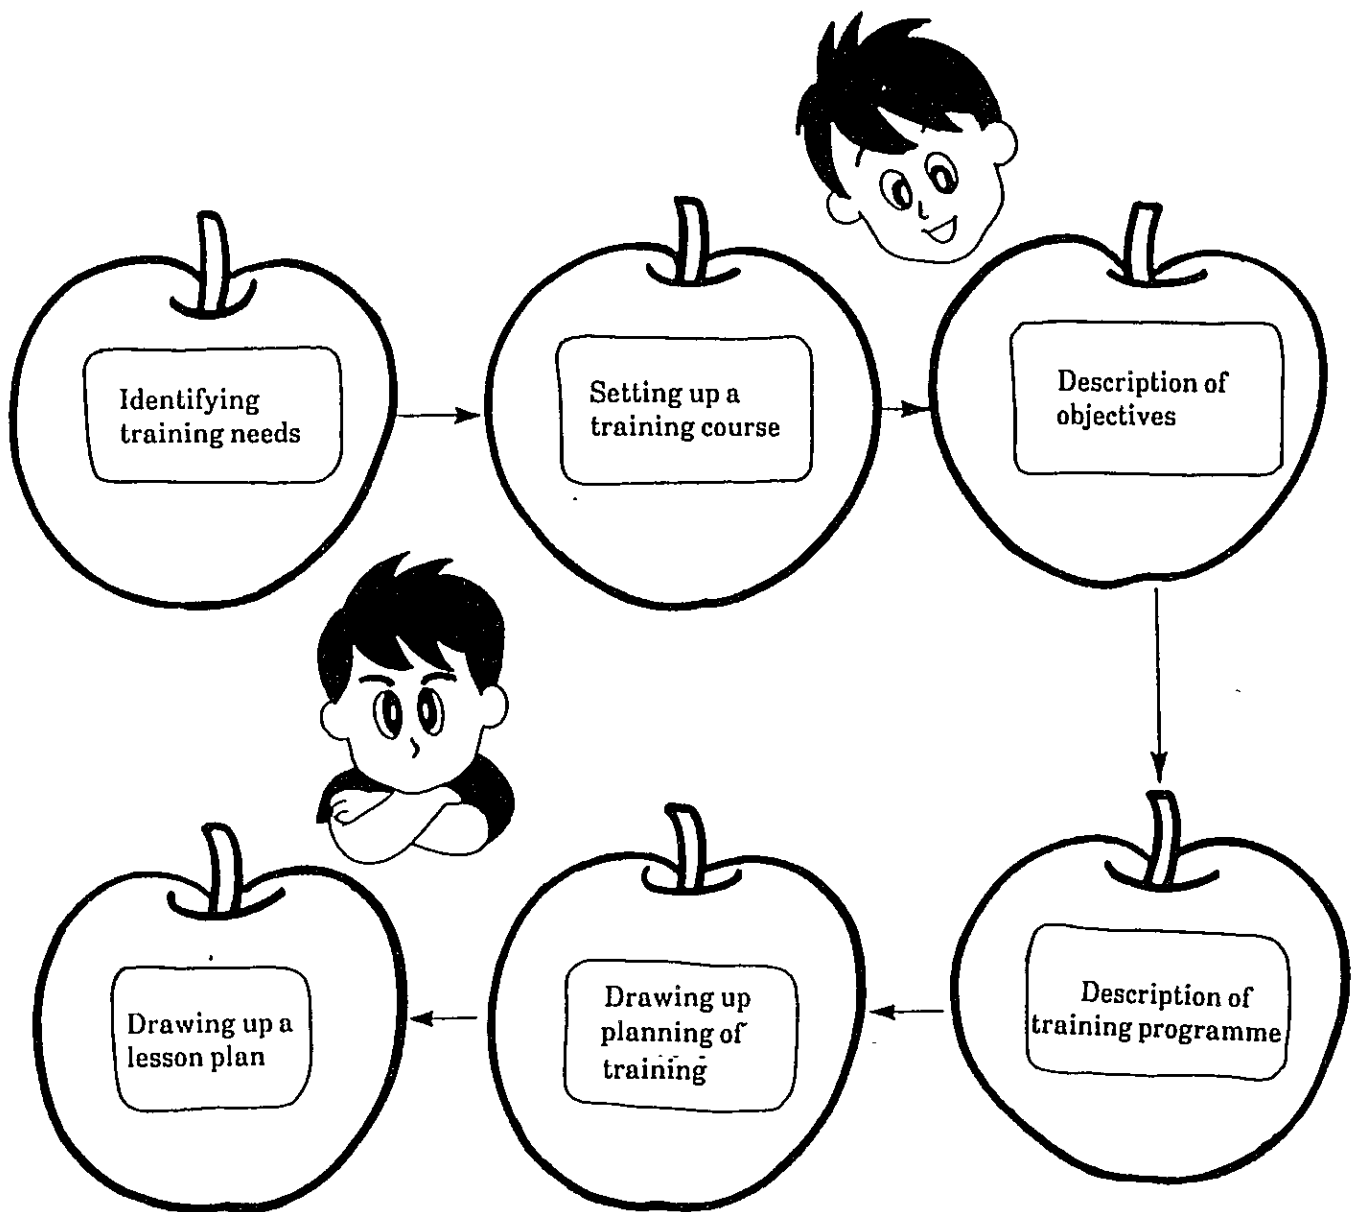 Identifying
training needs
Setting up a
training course
Description of
objectives
Description of
training programme
Drawing up
planning of
training
Drawing up a
lesson plan